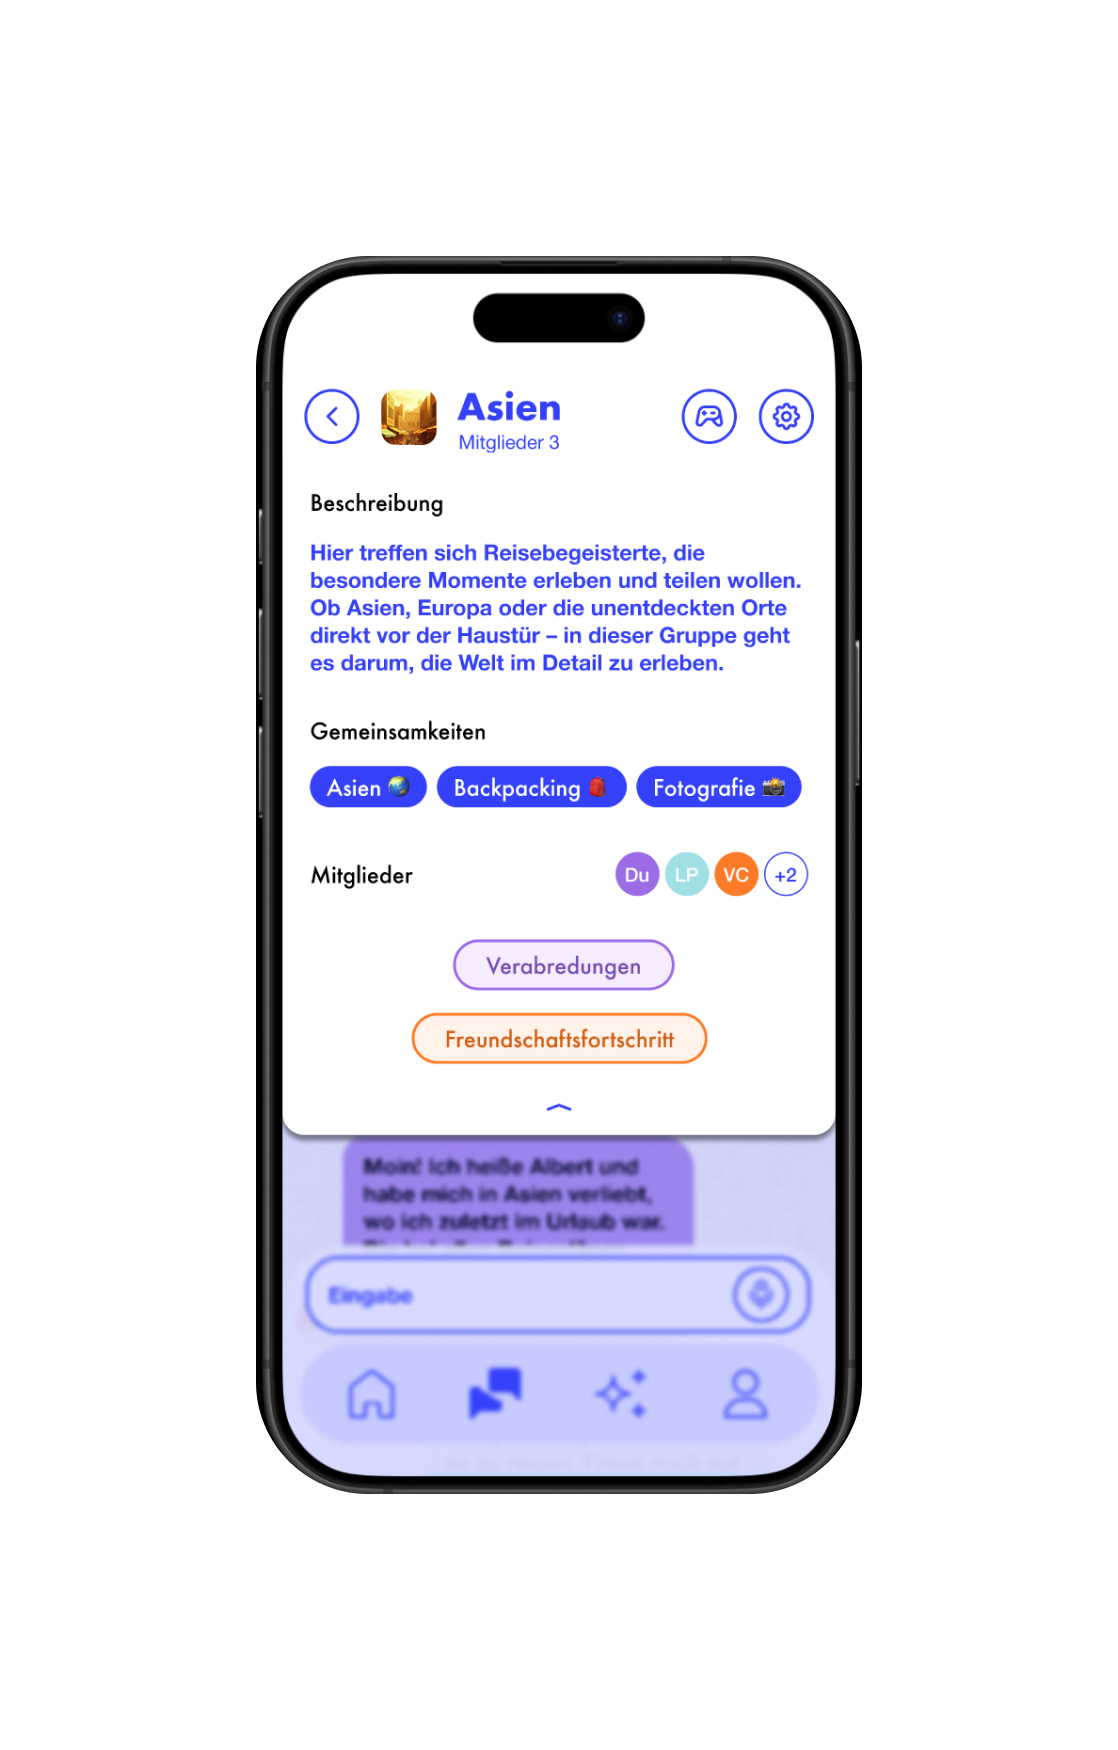 Asien
Mitglieder 3
Beschreibung
Hier treffen sich Reisebegeisterte, die
besondere Momente erleben und teilen wollen.
Ob Asien, Europa oder die unentdeckten Orte
direkt vor der Haustür – in dieser Gruppe geht
es darum, die Welt im Detail zu erleben.
Gemeinsamkeiten
Asien 🌏 Backpacking 🎒 Fotografie 📸
Mitglieder Du LP VC +2
Verabredungen
Freundschaftsfortschritt
Moin! Ich heiße Albert und
habe mich in Asien verliebt,
wo ich zuletzt im Urlaub war.
Eingabe